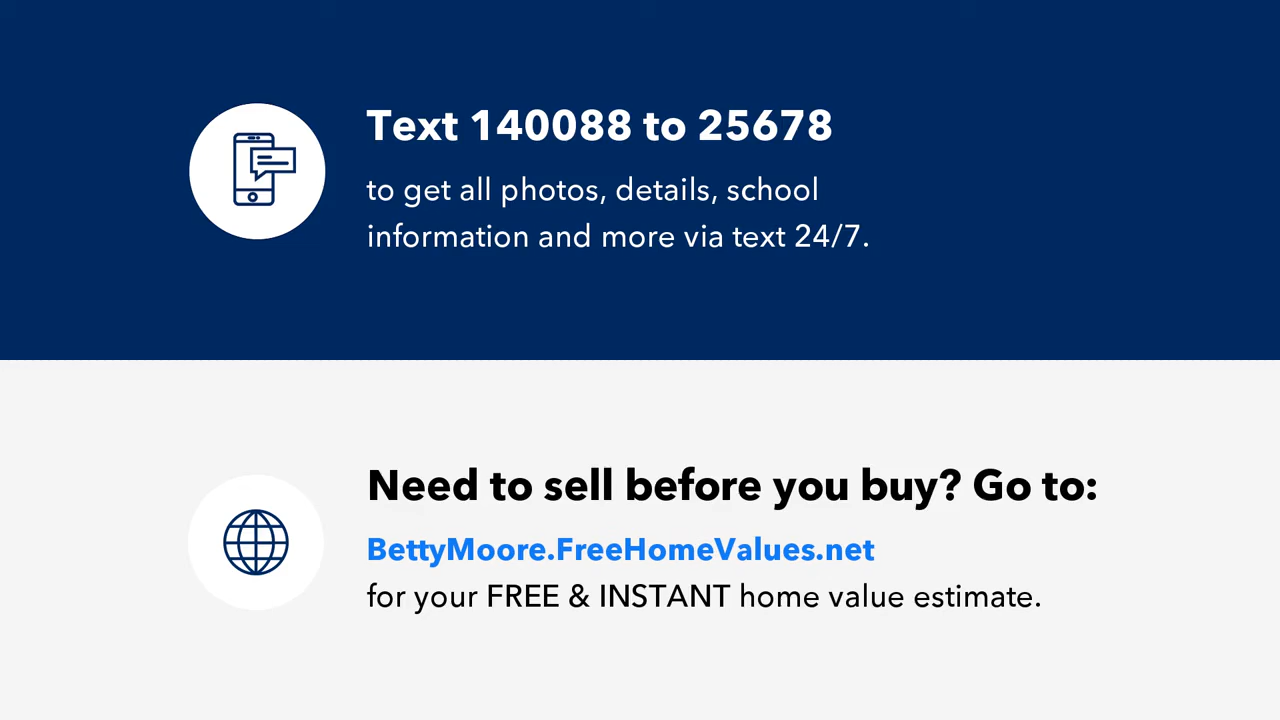 Text 140088 to 25678
to get all photos, details, school
information and more via text 24/7.
Need to sell before you buy? Go to:
BettyMoore.FreeHomeValues.net
for your FREE & INSTANT home value estimate.